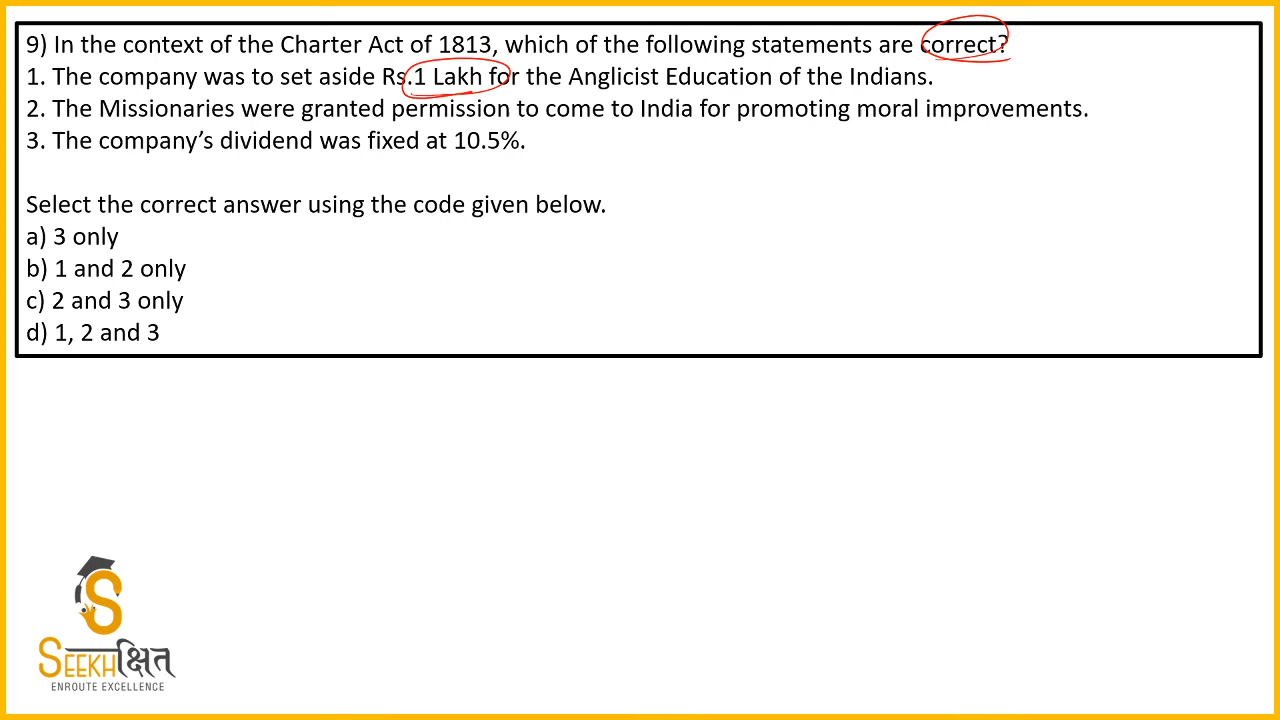 9) In the context of the Charter Act of 1813, which of the following statements are correct?
1. The company was to set aside Rs.1 Lakh for the Anglicist Education of the Indians.
2. The Missionaries were granted permission to come to India for promoting moral improvements.
3. The company’s dividend was fixed at 10.5%.
Select the correct answer using the code given below.
a) 3 only
b) 1 and 2 only
c) 2 and 3 only
d) 1, 2 and 3
S
SEEKHक्षित
ENROUTE EXCELLENCE